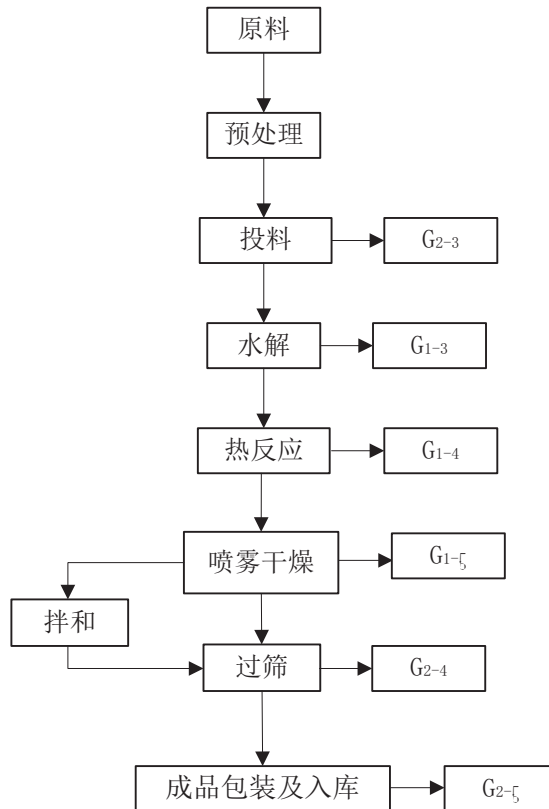 原料
预处理
投料
G2-3
水解
G1-3
热反应
G1-4
喷雾干燥
G1-5
拌和
过筛
G2-4
成品包装及入库
G2-5